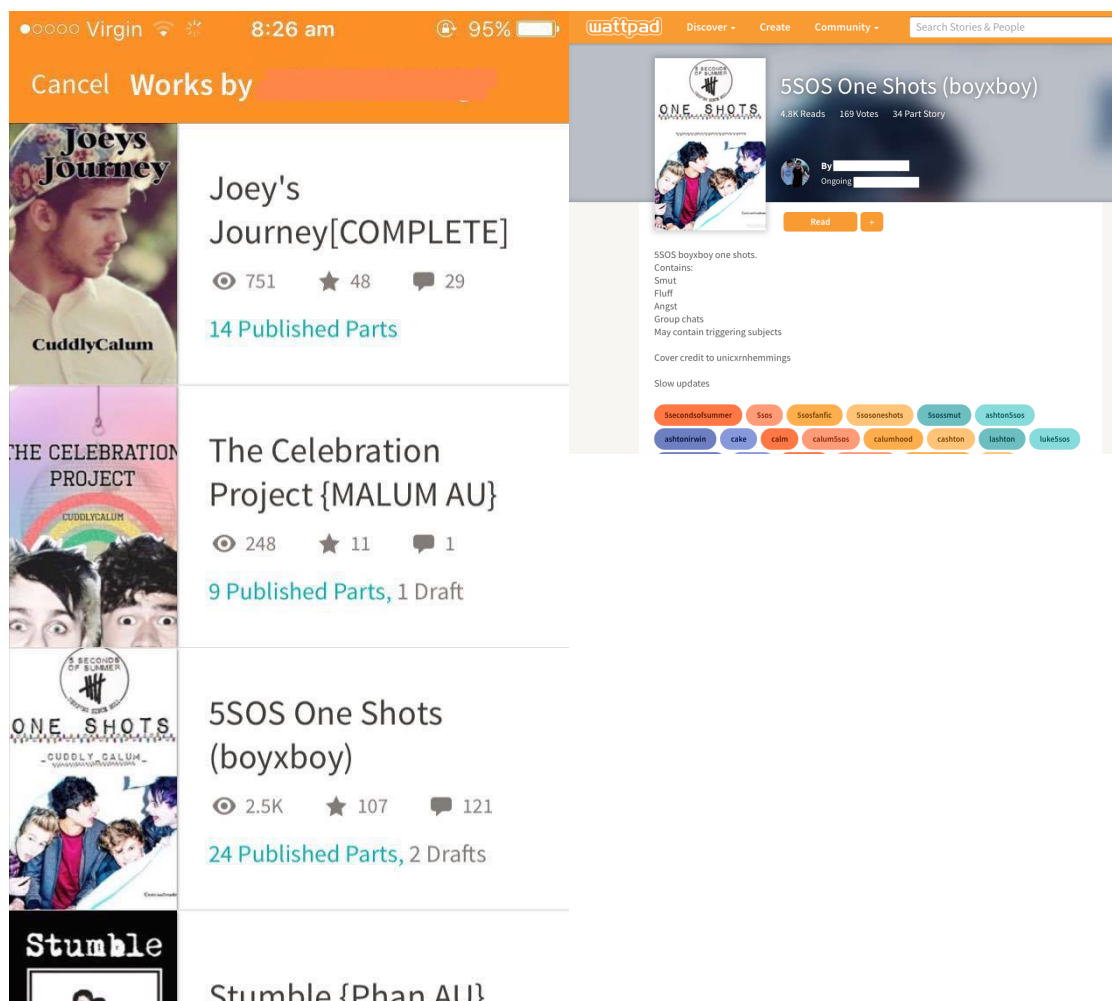 Virgin 8:26 am 95%
Cancel Works by
Joeys
Journey
CuddlyCalum
Joey's
Journey[COMPLETE]
751 48 29
14 Published Parts
THE CELEBRATION
PROJECT
CUDDLYCALUM
The Celebration
Project {MALUM AU}
248 11 1
9 Published Parts, 1 Draft
5 SECONDS
OF SUMMER
ONE SHOTS
_CUDDLY_CALUM_
5SOS One Shots
(boyxboy)
2.5K 107 121
24 Published Parts, 2 Drafts
Stumble
Stumble {Phan AU}
wattpad Discover Create Community Search Stories & People
5 SECONDS
OF SUMMER
ONE SHOTS
5SOS One Shots (boyxboy)
4.8K Reads 169 Votes 34 Part Story
By
Ongoing
Read +
5SOS boyxboy one shots.
Contains:
Smut
Fluff
Angst
Group chats
May contain triggering subjects
Cover credit to unicxrnhemmings
Slow updates
5secondsofsummer 5sos 5sosfanfic 5sosoneshots 5sossmut ashton5sos
ashtonirwin cake calm calum5sos calumhood cashton lashton luke5sos